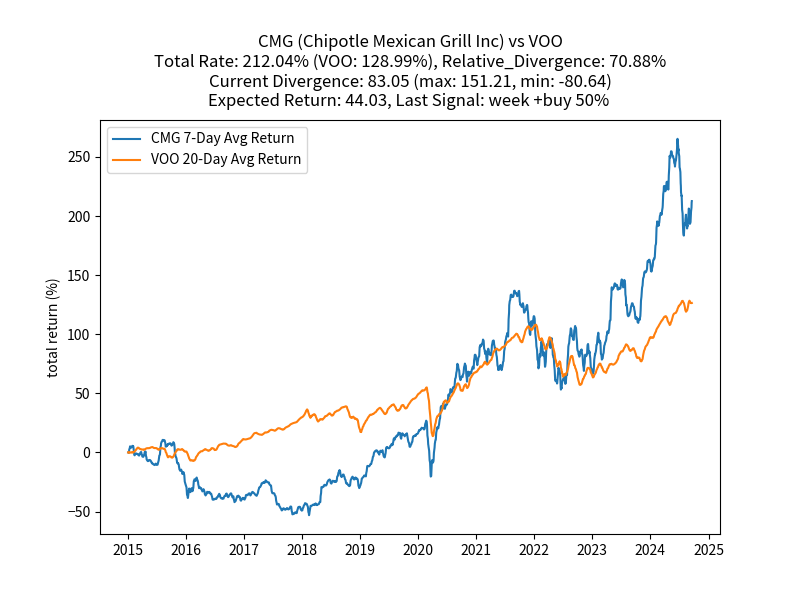 CMG (Chipotle Mexican Grill Inc) vs VOO
Total Rate: 212.04% (VOO: 128.99%), Relative_Divergence: 70.88%
Current Divergence: 83.05 (max: 151.21, min: -80.64)
Expected Return: 44.03, Last Signal: week +buy 50%
CMG 7-Day Avg Return
VOO 20-Day Avg Return
total return (%)
250
200
150
100
50
0
−50
2015 2016 2017 2018 2019 2020 2021 2022 2023 2024 2025